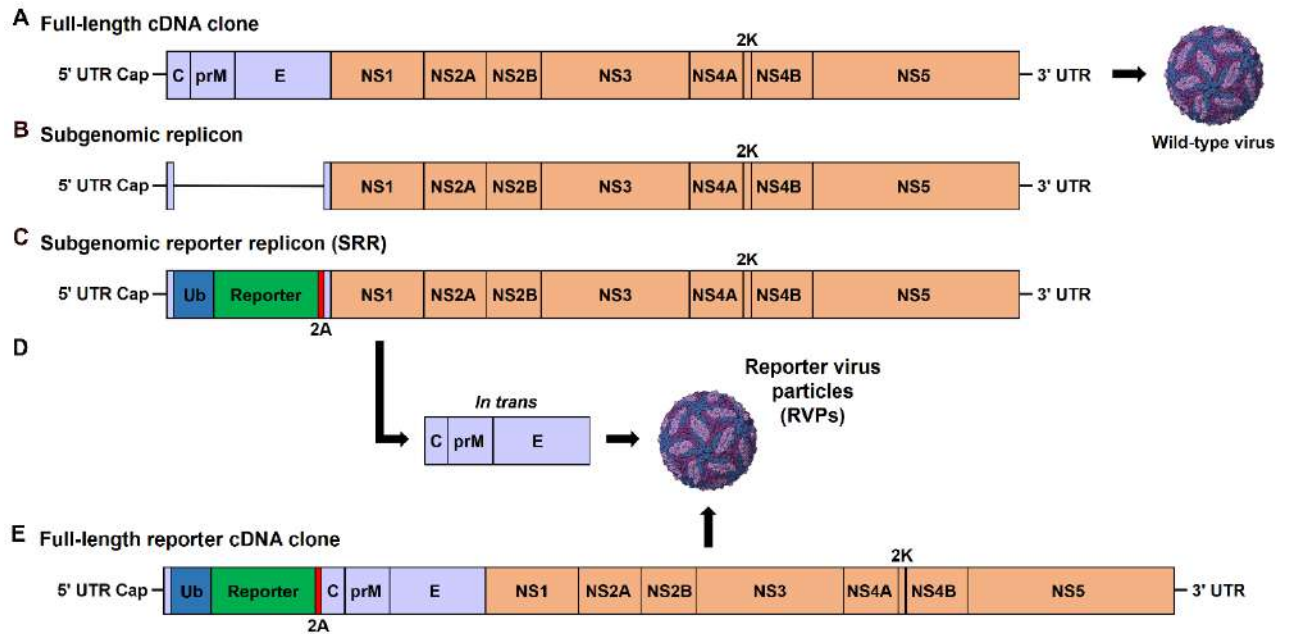 A Full-length cDNA clone
2K
5' UTR Cap C prM E NS1 NS2A NS2B NS3 NS4A NS4B NS5 3' UTR
Wild-type virus
B Subgenomic replicon
2K
5' UTR Cap NS1 NS2A NS2B NS3 NS4A NS4B NS5 3' UTR
C Subgenomic reporter replicon (SRR)
2K
5' UTR Cap Ub Reporter NS1 NS2A NS2B NS3 NS4A NS4B NS5 3' UTR
2A
D
Reporter virus
particles
(RVPs)
In trans
C prM E
E Full-length reporter cDNA clone
2K
5' UTR Cap Ub Reporter C prM E NS1 NS2A NS2B NS3 NS4A NS4B NS5 3' UTR
2A